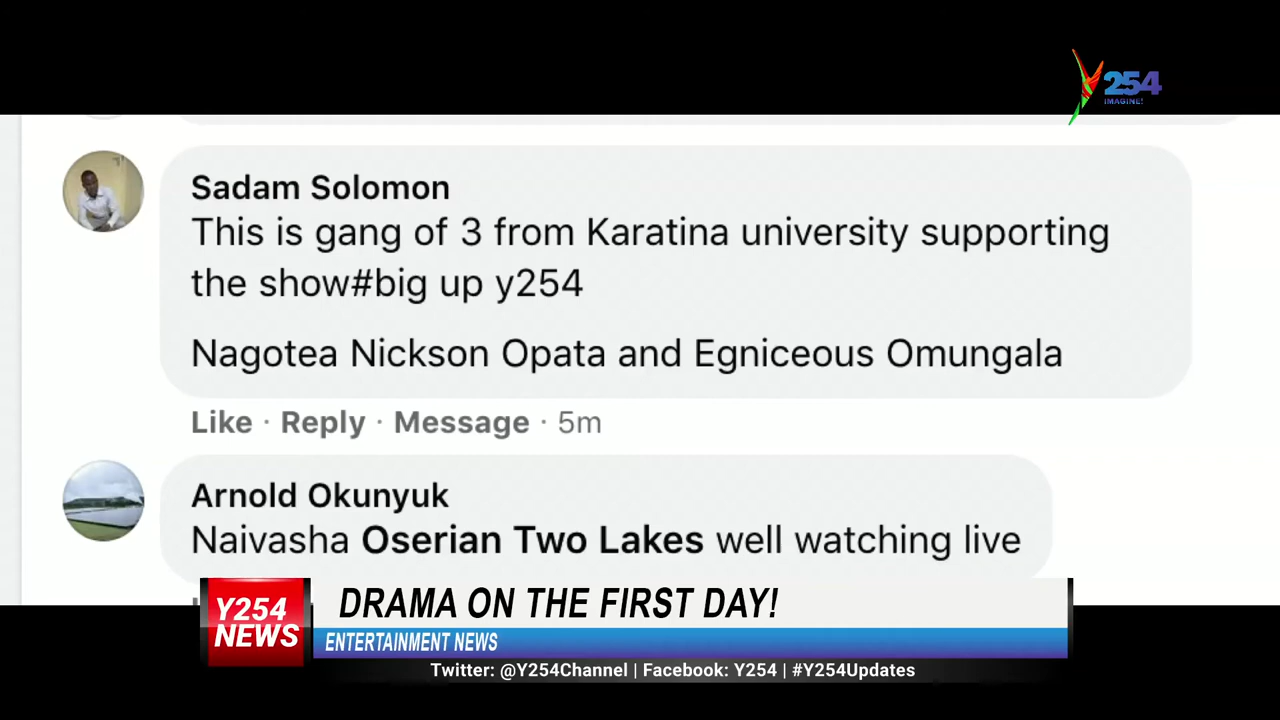 Y254
IMAGINE!
Sadam Solomon
This is gang of 3 from Karatina university supporting
the show#big up y254
Nagotea Nickson Opata and Egniceous Omungala
Like · Reply · Message · 5m
Arnold Okunyuk
Naivasha Oserian Two Lakes well watching live
Y254
NEWS
DRAMA ON THE FIRST DAY!
ENTERTAINMENT NEWS
Twitter: @Y254Channel | Facebook: Y254 | #Y254Updates